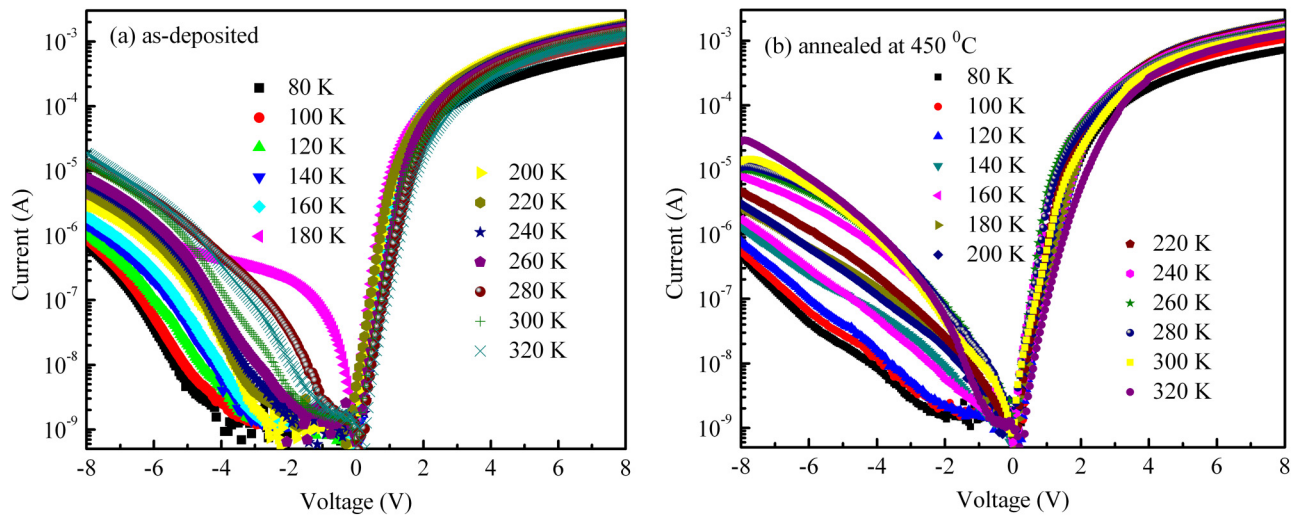 (a) as-deposited
80 K
100 K
120 K
140 K
160 K
180 K
200 K
220 K
240 K
260 K
280 K
300 K
320 K
10⁻³
10⁻⁴
10⁻⁵
10⁻⁶
10⁻⁷
10⁻⁸
10⁻⁹
Current (A)
-8 -6 -4 -2 0 2 4 6 8
Voltage (V)
(b) annealed at 450 ⁰C
80 K
100 K
120 K
140 K
160 K
180 K
200 K
220 K
240 K
260 K
280 K
300 K
320 K
10⁻³
10⁻⁴
10⁻⁵
10⁻⁶
10⁻⁷
10⁻⁸
10⁻⁹
Current (A)
-8 -6 -4 -2 0 2 4 6 8
Voltage (V)